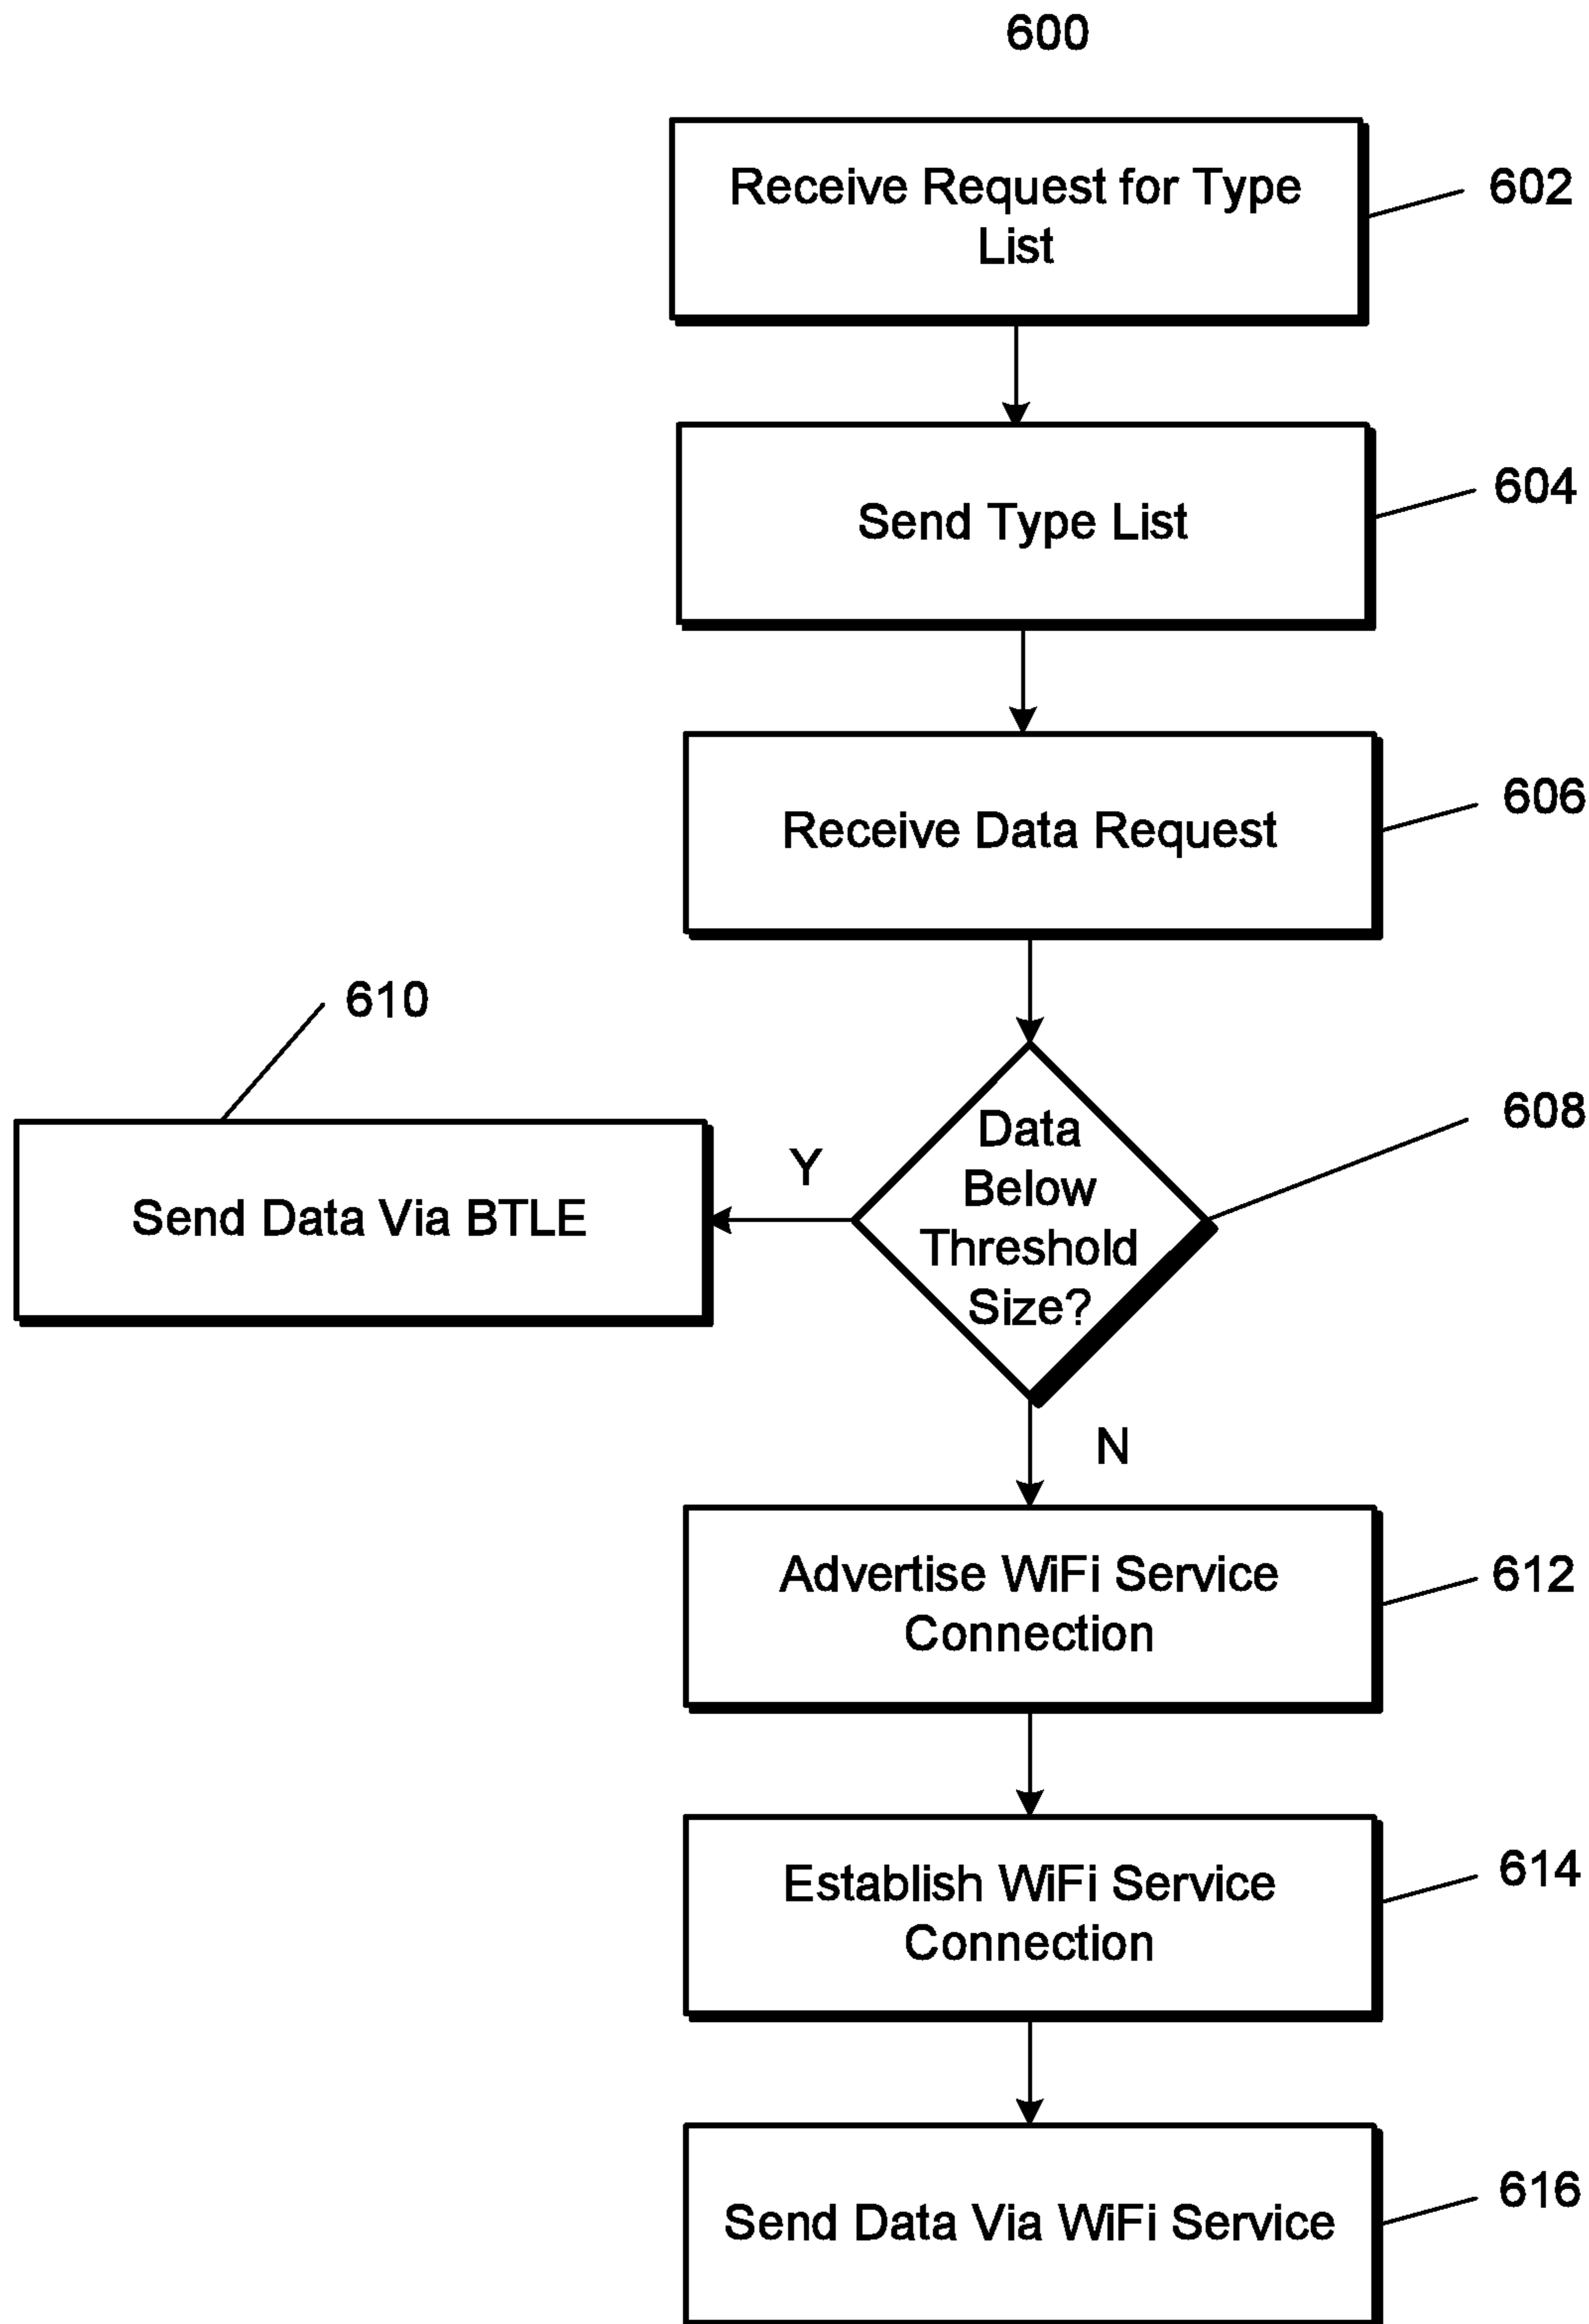 600
Receive Request for Type
List
602
Send Type List
604
Receive Data Request
606
610
Send Data Via BTLE
Y
Data
Below
Threshold
Size?
608
N
Advertise WiFi Service
Connection
612
Establish WiFi Service
Connection
614
Send Data Via WiFi Service
616